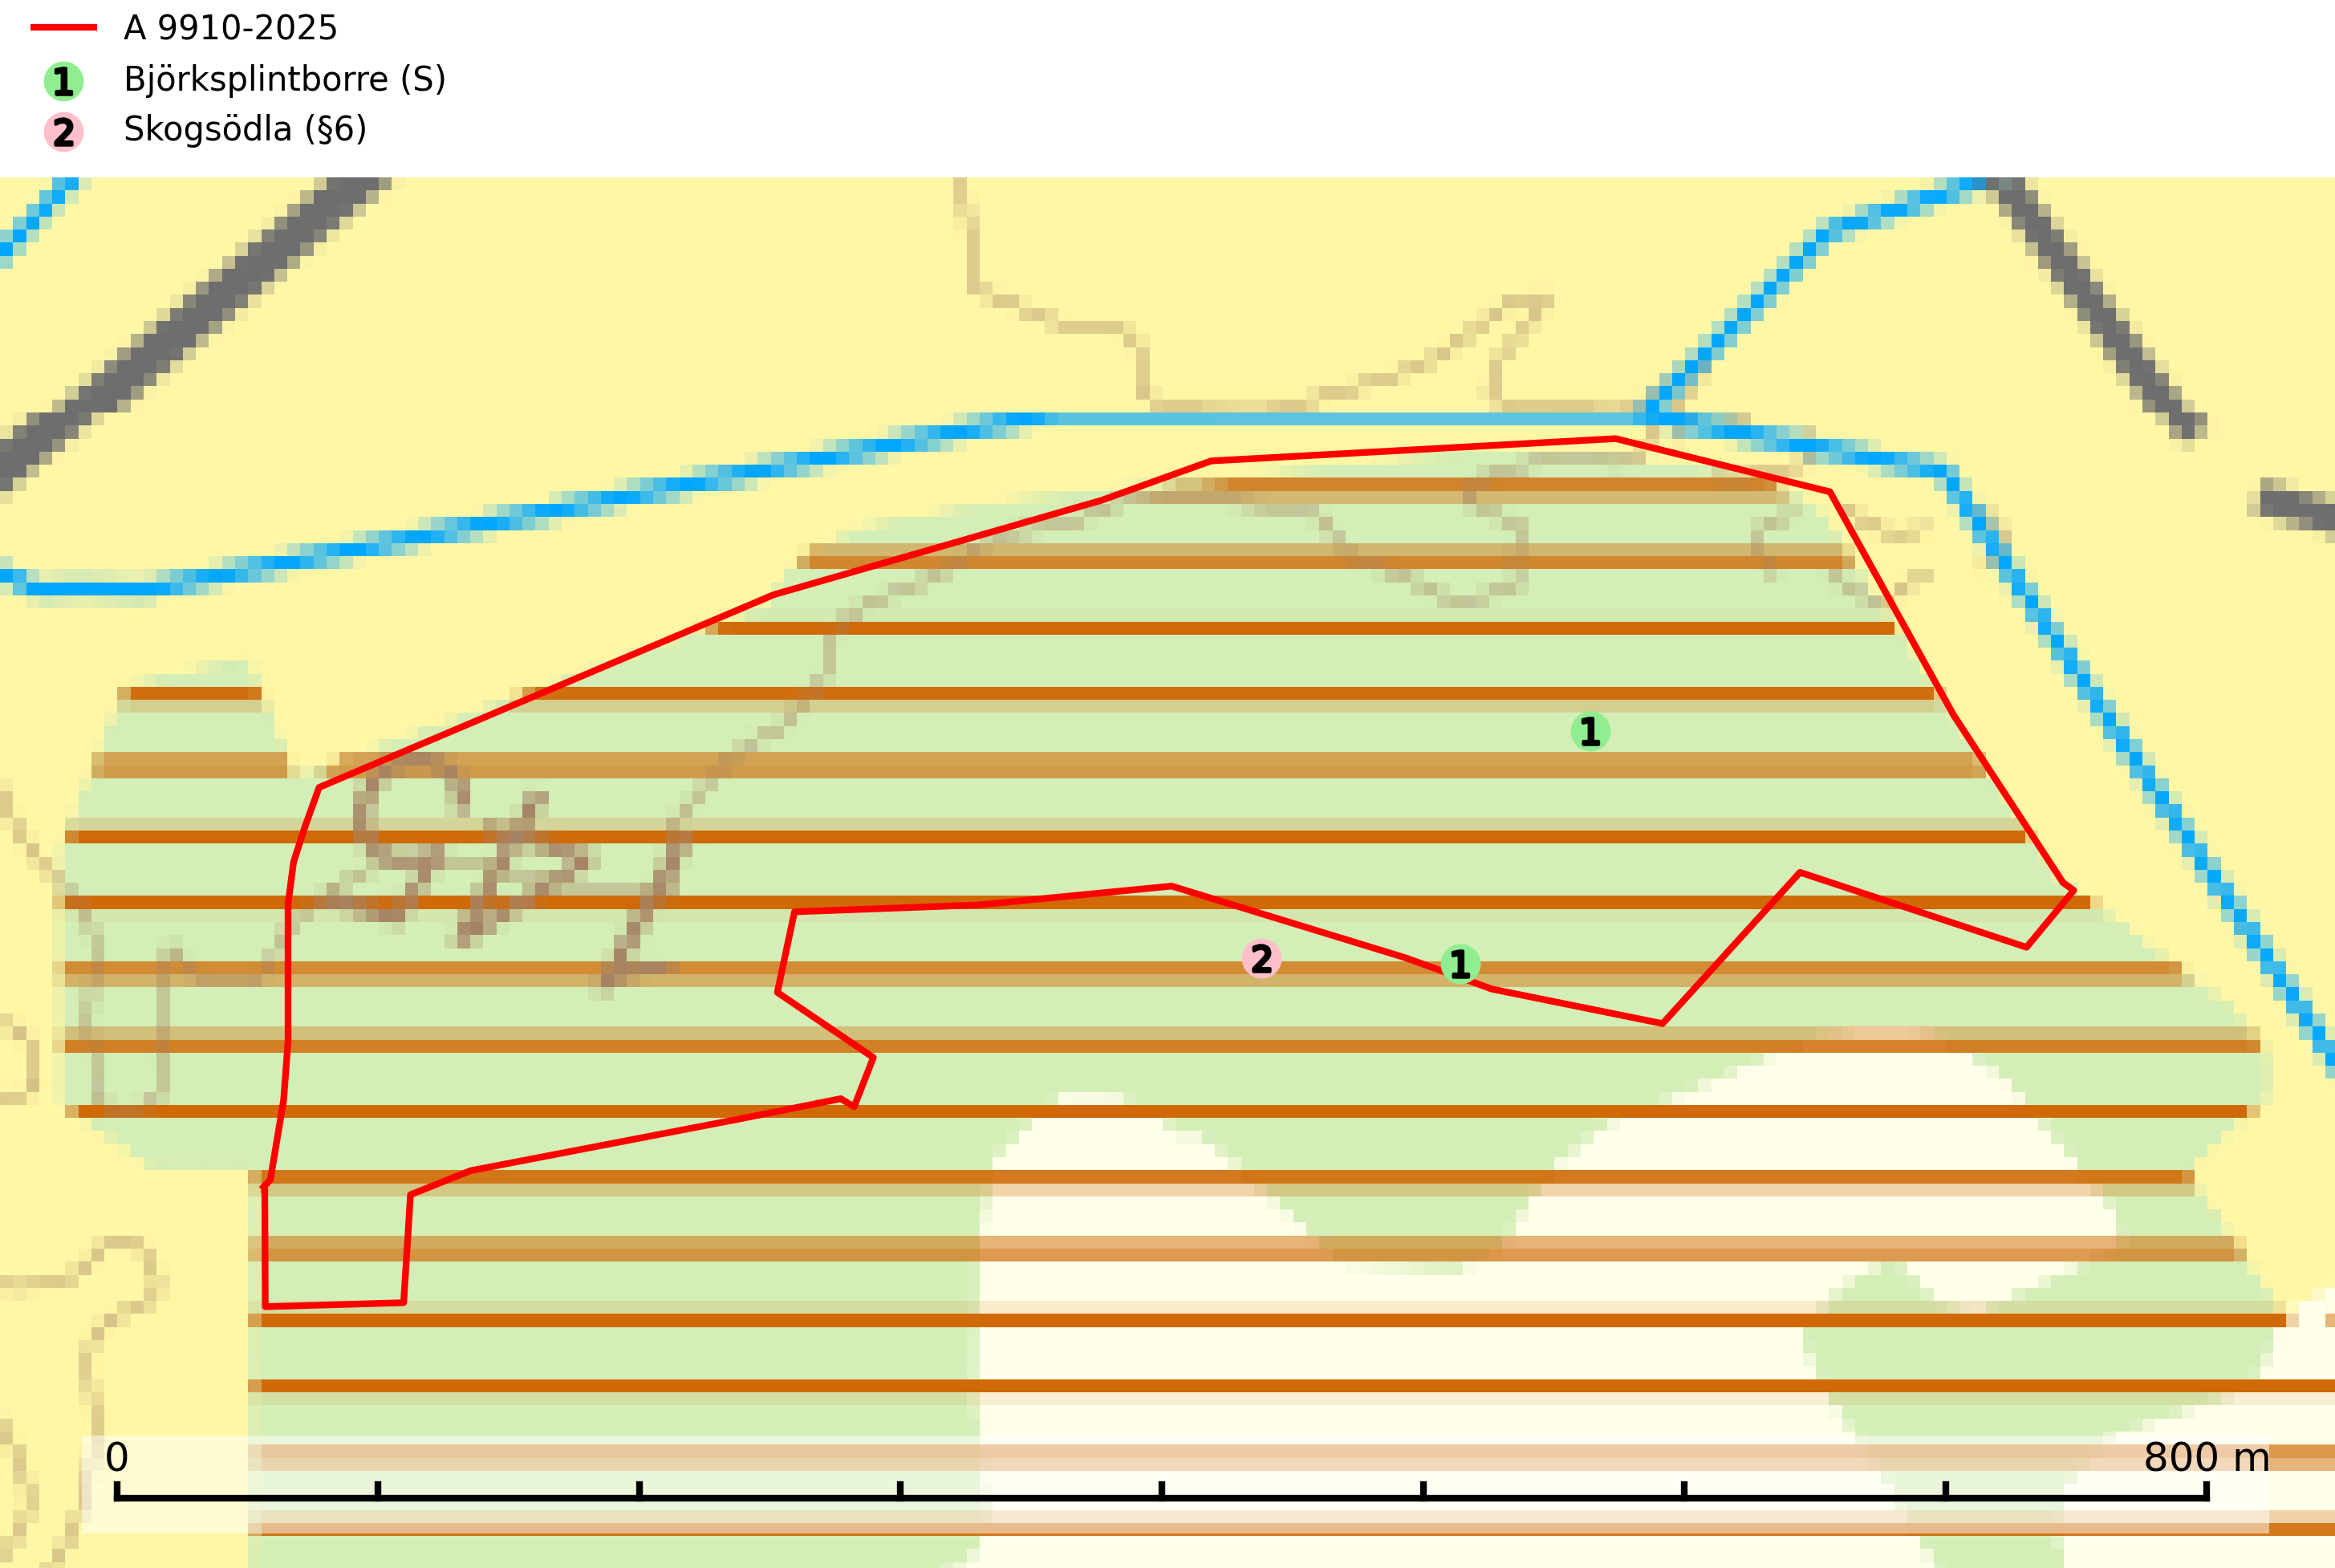 A 9910-2025
1 Björksplintborre (S)
2 Skogsödla (§6)
1
2 1
0 800 m